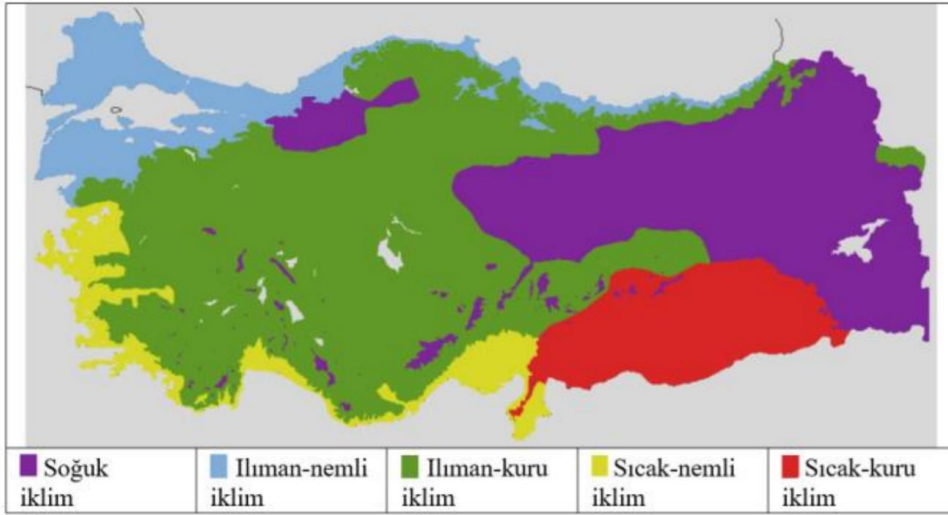 Soğuk
iklim
Ilıman-nemli
iklim
Ilıman-kuru
iklim
Sıcak-nemli
iklim
Sıcak-kuru
iklim